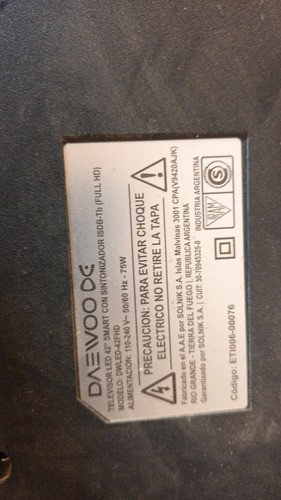 DAEWOO DE
TELEVISOR LED 42" SMART CON SINTONIZADOR ISDB-Tb (FULL HD)
MODELO: DWLED-42FHD
ALIMENTACION: 110-240 V~ 50/60 Hz - 75W
PRECAUCION: PARA EVITAR CHOQUE
ELECTRICO NO RETIRE LA TAPA
Fabricado en el A.A.E por SOLNIK S.A. Islas Malvinas 3001 CPA(V9420AJK)
RIO GRANDE - TIERRA DEL FUEGO | REPUBLICA ARGENTINA
Garantizado por SOLNIK S.A. | CUIT: 30-70945325-0
INDUSTRIA ARGENTINA
IRAM
S
Código: ETI006-00076